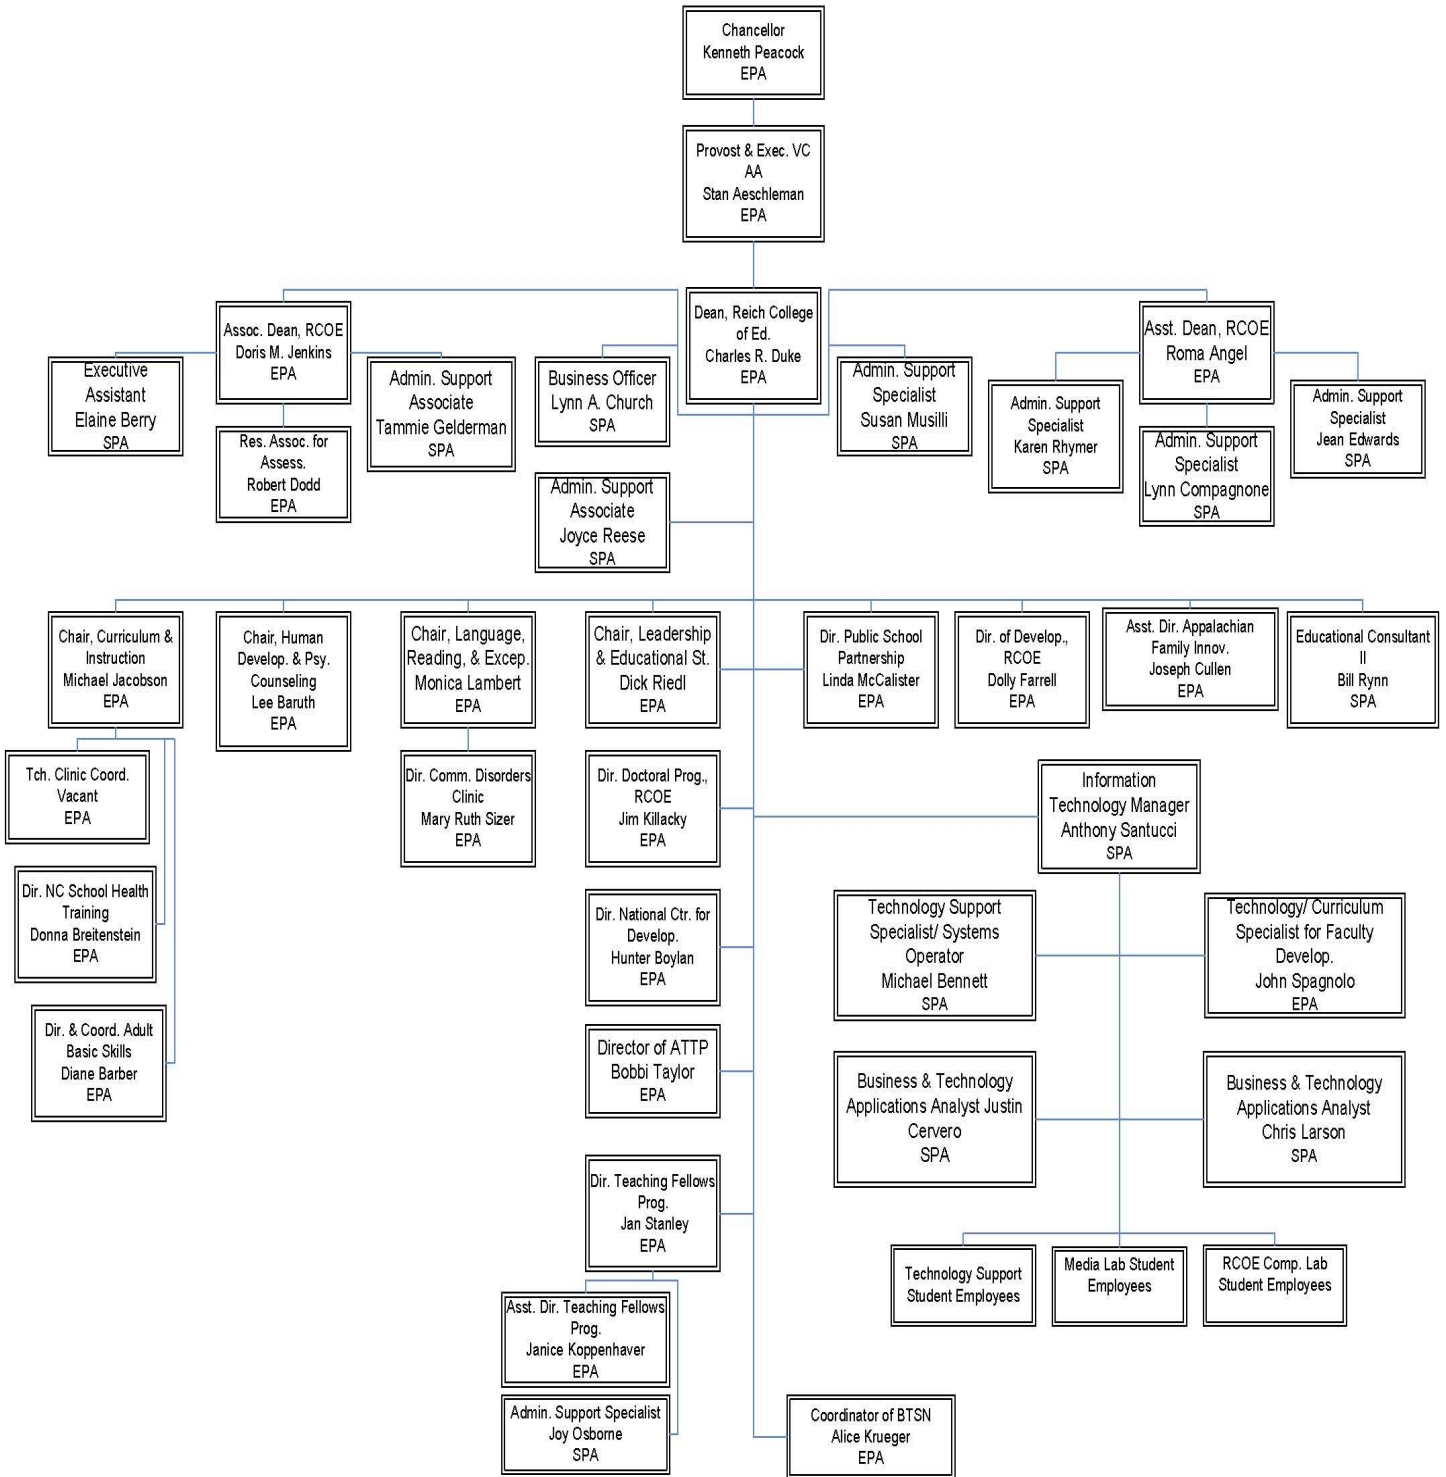 Chancellor
Kenneth Peacock
EPA
Provost & Exec. VC
AA
Stan Aeschleman
EPA
Dean, Reich College
of Ed.
Charles R. Duke
EPA
Assoc. Dean, RCOE
Doris M. Jenkins
EPA
Asst. Dean, RCOE
Roma Angel
EPA
Executive
Assistant
Elaine Berry
SPA
Res. Assoc. for
Assess.
Robert Dodd
EPA
Admin. Support
Associate
Tammie Gelderman
SPA
Business Officer
Lynn A. Church
SPA
Admin. Support
Specialist
Susan Musilli
SPA
Admin. Support
Specialist
Karen Rhymer
SPA
Admin. Support
Specialist
Lynn Compagnone
SPA
Admin. Support
Specialist
Jean Edwards
SPA
Admin. Support
Associate
Joyce Reese
SPA
Chair, Curriculum &
Instruction
Michael Jacobson
EPA
Chair, Human
Develop. & Psy.
Counseling
Lee Baruth
EPA
Chair, Language,
Reading, & Excep.
Monica Lambert
EPA
Chair, Leadership
& Educational St.
Dick Riedl
EPA
Dir. Public School
Partnership
Linda McCalister
EPA
Dir. of Develop.,
RCOE
Dolly Farrell
EPA
Asst. Dir. Appalachian
Family Innov.
Joseph Cullen
EPA
Educational Consultant
II
Bill Rynn
SPA
Tch. Clinic Coord.
Vacant
EPA
Dir. NC School Health
Training
Donna Breitenstein
EPA
Dir. & Coord. Adult
Basic Skills
Diane Barber
EPA
Dir. Comm. Disorders
Clinic
Mary Ruth Sizer
EPA
Dir. Doctoral Prog.,
RCOE
Jim Killacky
EPA
Dir. National Ctr. for
Develop.
Hunter Boylan
EPA
Director of ATTP
Bobbi Taylor
EPA
Dir. Teaching Fellows
Prog.
Jan Stanley
EPA
Asst. Dir. Teaching Fellows
Prog.
Janice Koppenhaver
EPA
Admin. Support Specialist
Joy Osborne
SPA
Information
Technology Manager
Anthony Santucci
SPA
Technology Support
Specialist/ Systems
Operator
Michael Bennett
SPA
Technology/ Curriculum
Specialist for Faculty
Develop.
John Spagnolo
EPA
Business & Technology
Applications Analyst Justin
Cervero
SPA
Business & Technology
Applications Analyst
Chris Larson
SPA
Technology Support
Student Employees
Media Lab Student
Employees
RCOE Comp. Lab
Student Employees
Coordinator of BTSN
Alice Krueger
EPA